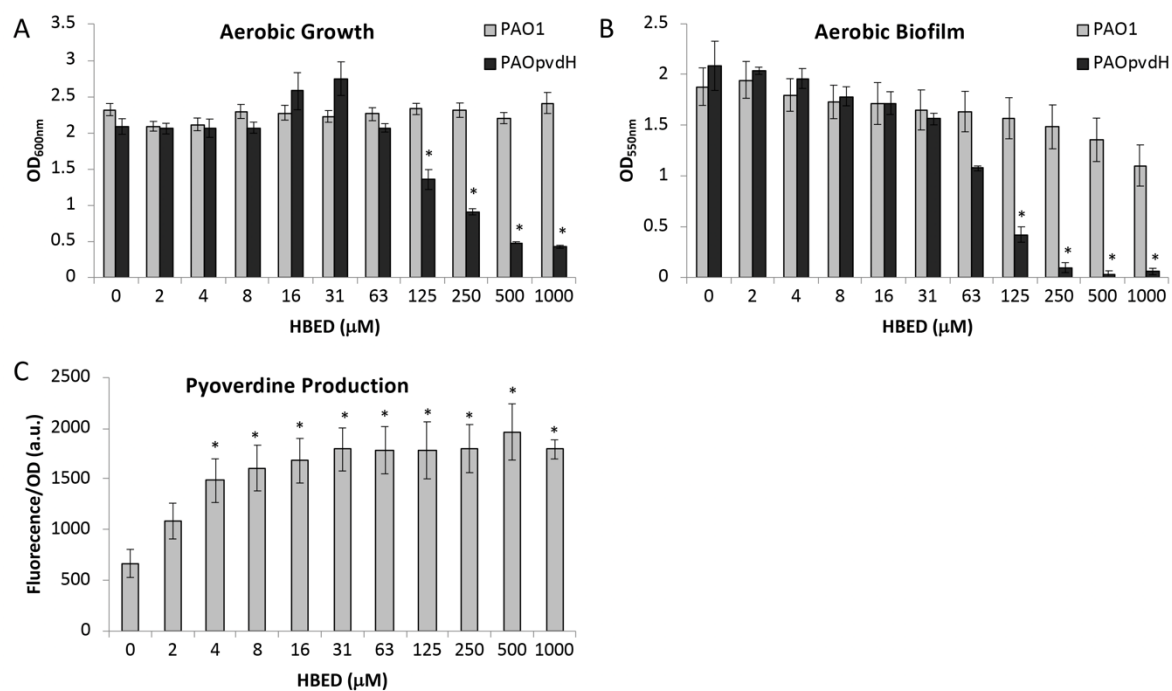 A
Aerobic Growth
PAO1
PAOpvdH
3.5
3
2.5
2
1.5
1
0.5
0
OD600nm
* * * *
0 2 4 8 16 31 63 125 250 500 1000
HBED (μM)
B
Aerobic Biofilm
PAO1
PAOpvdH
2.5
2
1.5
1
0.5
0
OD550nm
* * * *
0 2 4 8 16 31 63 125 250 500 1000
HBED (μM)
C
Pyoverdine Production
2500
2000
1500
1000
500
0
Fluorecence/OD (a.u.)
* * * * * * * * *
0 2 4 8 16 31 63 125 250 500 1000
HBED (μM)